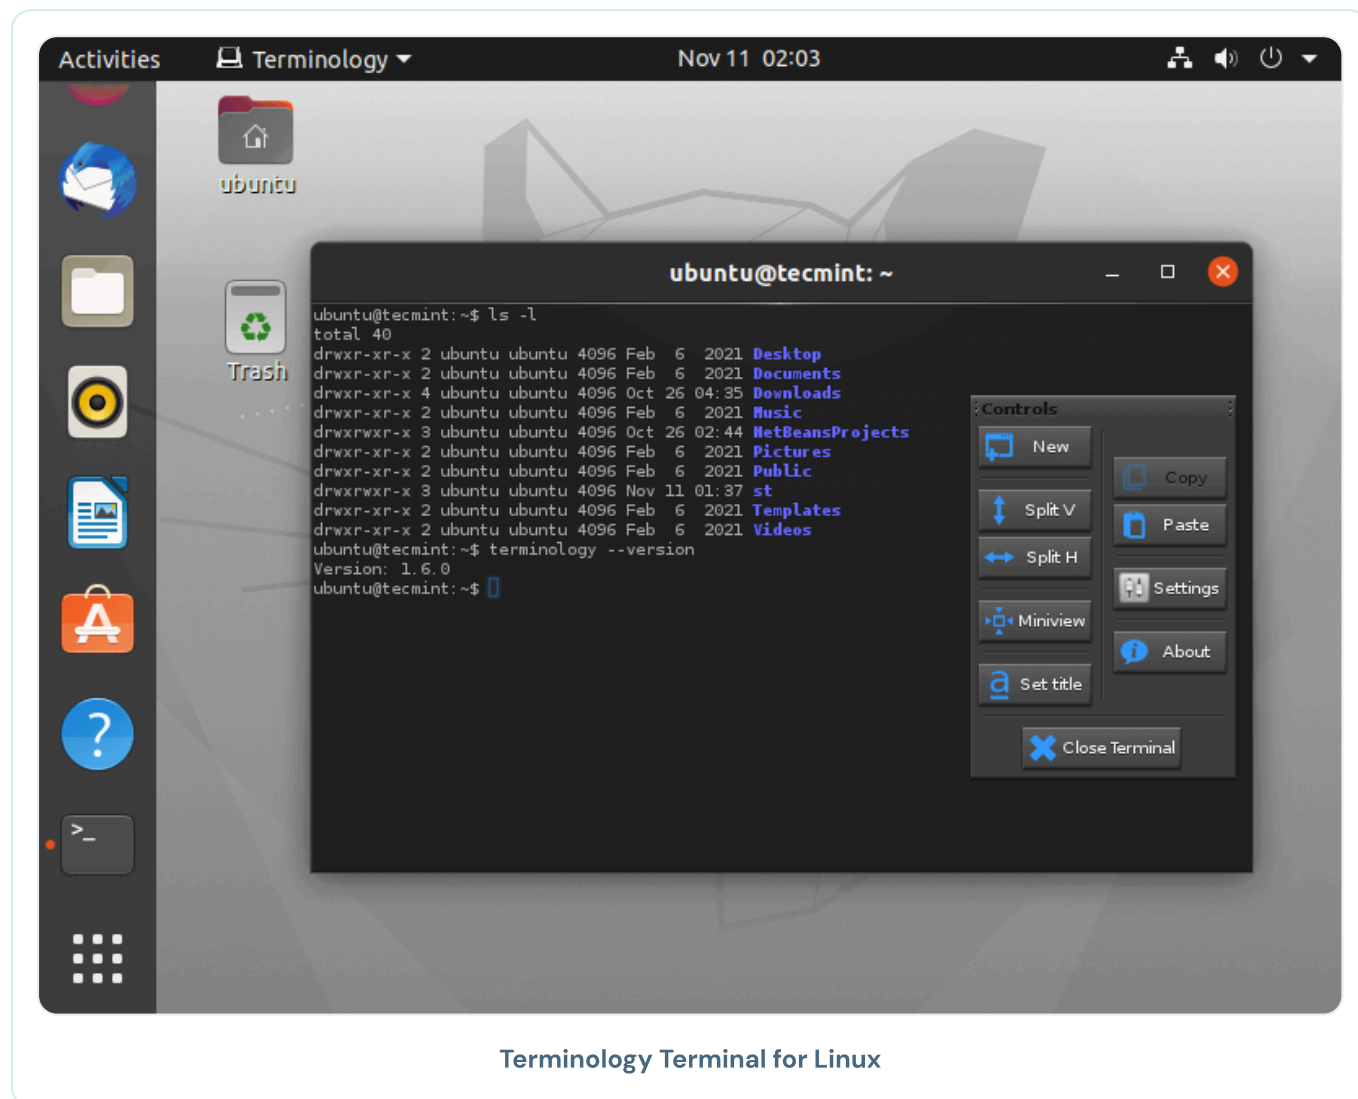 Activities Terminology Nov 11 02:03
ubuntu
Trash
ubuntu@tecmint: ~
ubuntu@tecmint:~$ ls -l
total 40
drwxr-xr-x 2 ubuntu ubuntu 4096 Feb  6  2021 Desktop
drwxr-xr-x 2 ubuntu ubuntu 4096 Feb  6  2021 Documents
drwxr-xr-x 4 ubuntu ubuntu 4096 Oct 26 04:35 Downloads
drwxr-xr-x 2 ubuntu ubuntu 4096 Feb  6  2021 Music
drwxrwxr-x 3 ubuntu ubuntu 4096 Oct 26 02:44 NetBeansProjects
drwxr-xr-x 2 ubuntu ubuntu 4096 Feb  6  2021 Pictures
drwxr-xr-x 2 ubuntu ubuntu 4096 Feb  6  2021 Public
drwxrwxr-x 3 ubuntu ubuntu 4096 Nov 11 01:37 st
drwxr-xr-x 2 ubuntu ubuntu 4096 Feb  6  2021 Templates
drwxr-xr-x 2 ubuntu ubuntu 4096 Feb  6  2021 Videos
ubuntu@tecmint:~$ terminology --version
Version: 1.6.0
ubuntu@tecmint:~$
Controls
New
Split V
Split H
Miniview
Set title
Copy
Paste
Settings
About
Close Terminal
Terminology Terminal for Linux